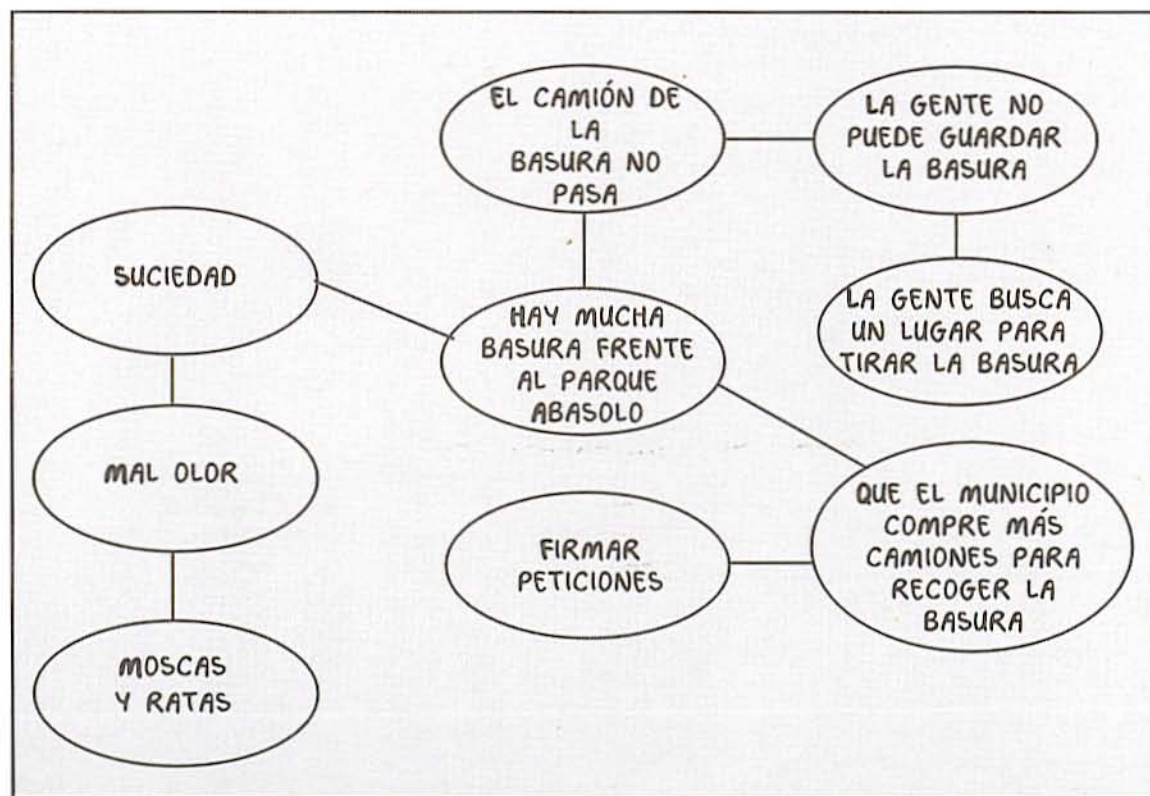 EL CAMIÓN DE
LA
BASURA NO
PASA
LA GENTE NO
PUEDE GUARDAR
LA BASURA
SUCIEDAD
HAY MUCHA
BASURA FRENTE
AL PARQUE
ABASOLO
LA GENTE BUSCA
UN LUGAR PARA
TIRAR LA BASURA
MAL OLOR
FIRMAR
PETICIONES
QUE EL MUNICIPIO
COMPRE MÁS
CAMIONES PARA
RECOGER LA
BASURA
MOSCAS
Y RATAS